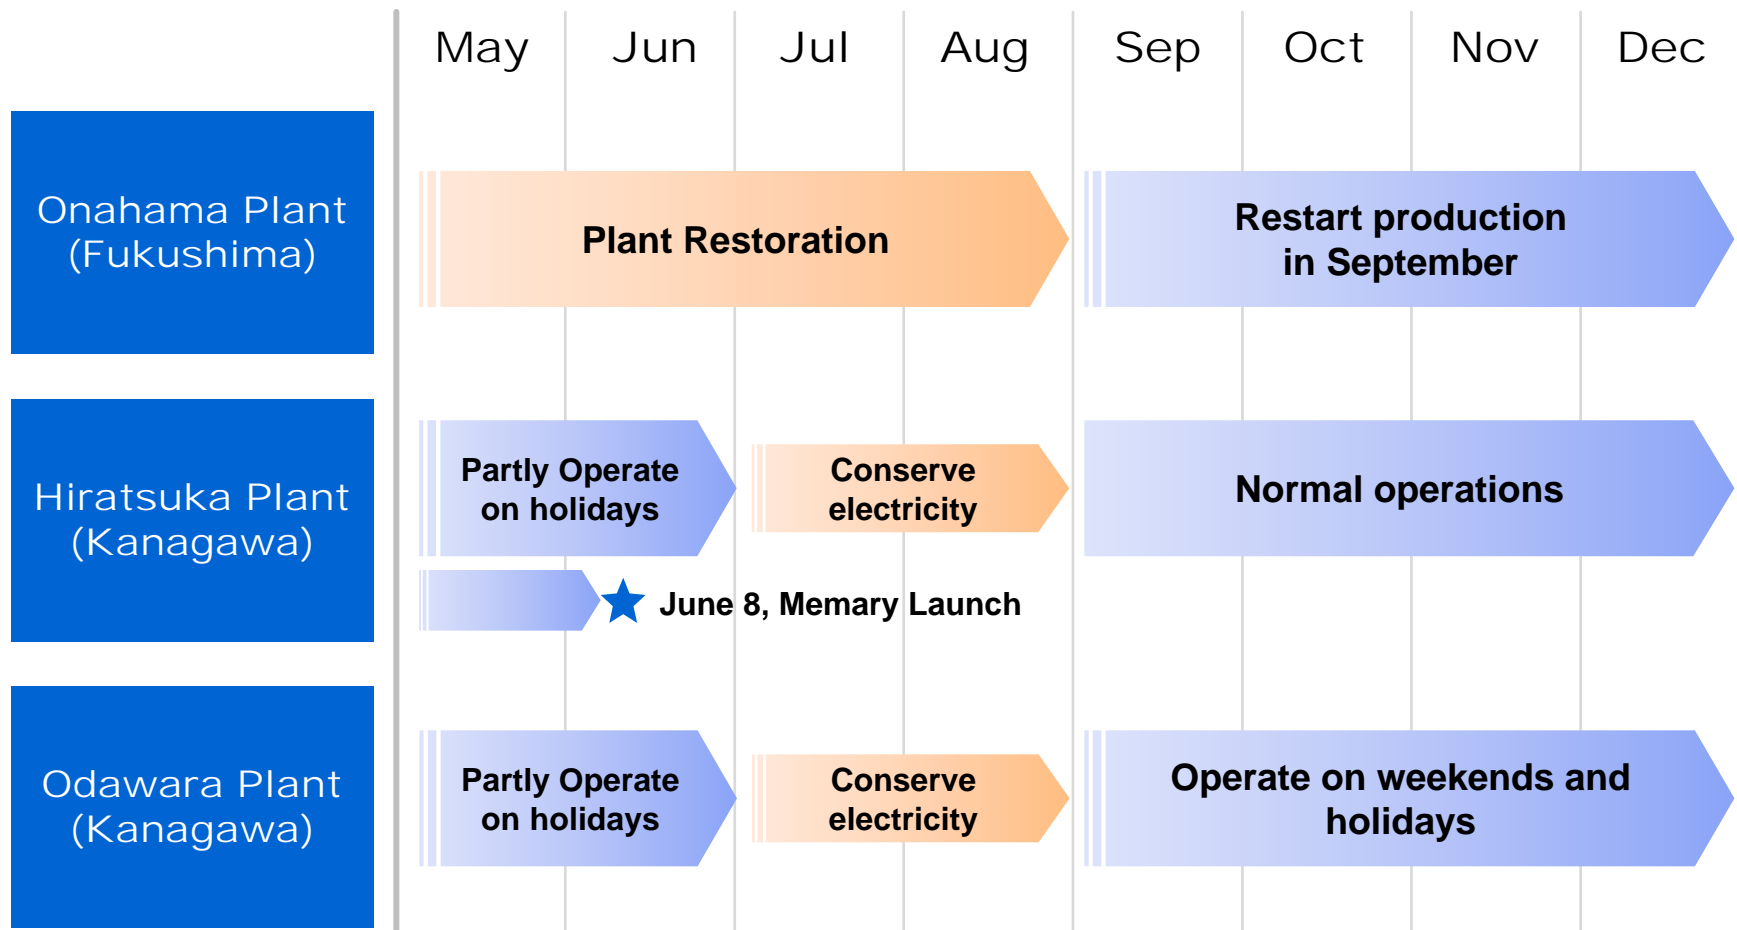 May Jun Jul Aug Sep Oct Nov Dec
Onahama Plant
(Fukushima)
Plant Restoration
Restart production
in September
Hiratsuka Plant
(Kanagawa)
Partly Operate
on holidays
Conserve
electricity
Normal operations
June 8, Memary Launch
Odawara Plant
(Kanagawa)
Partly Operate
on holidays
Conserve
electricity
Operate on weekends and
holidays